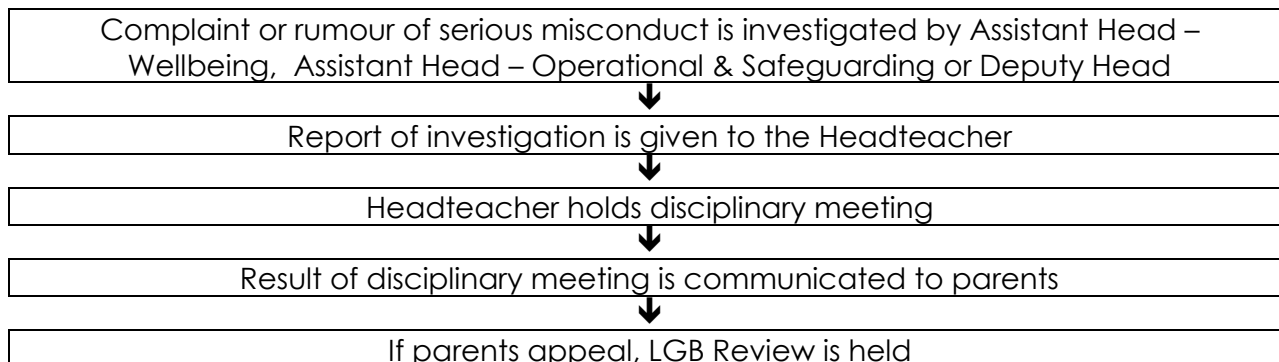 Complaint or rumour of serious misconduct is investigated by Assistant Head –
Wellbeing, Assistant Head – Operational & Safeguarding or Deputy Head
Report of investigation is given to the Headteacher
Headteacher holds disciplinary meeting
Result of disciplinary meeting is communicated to parents
If parents appeal, LGB Review is held